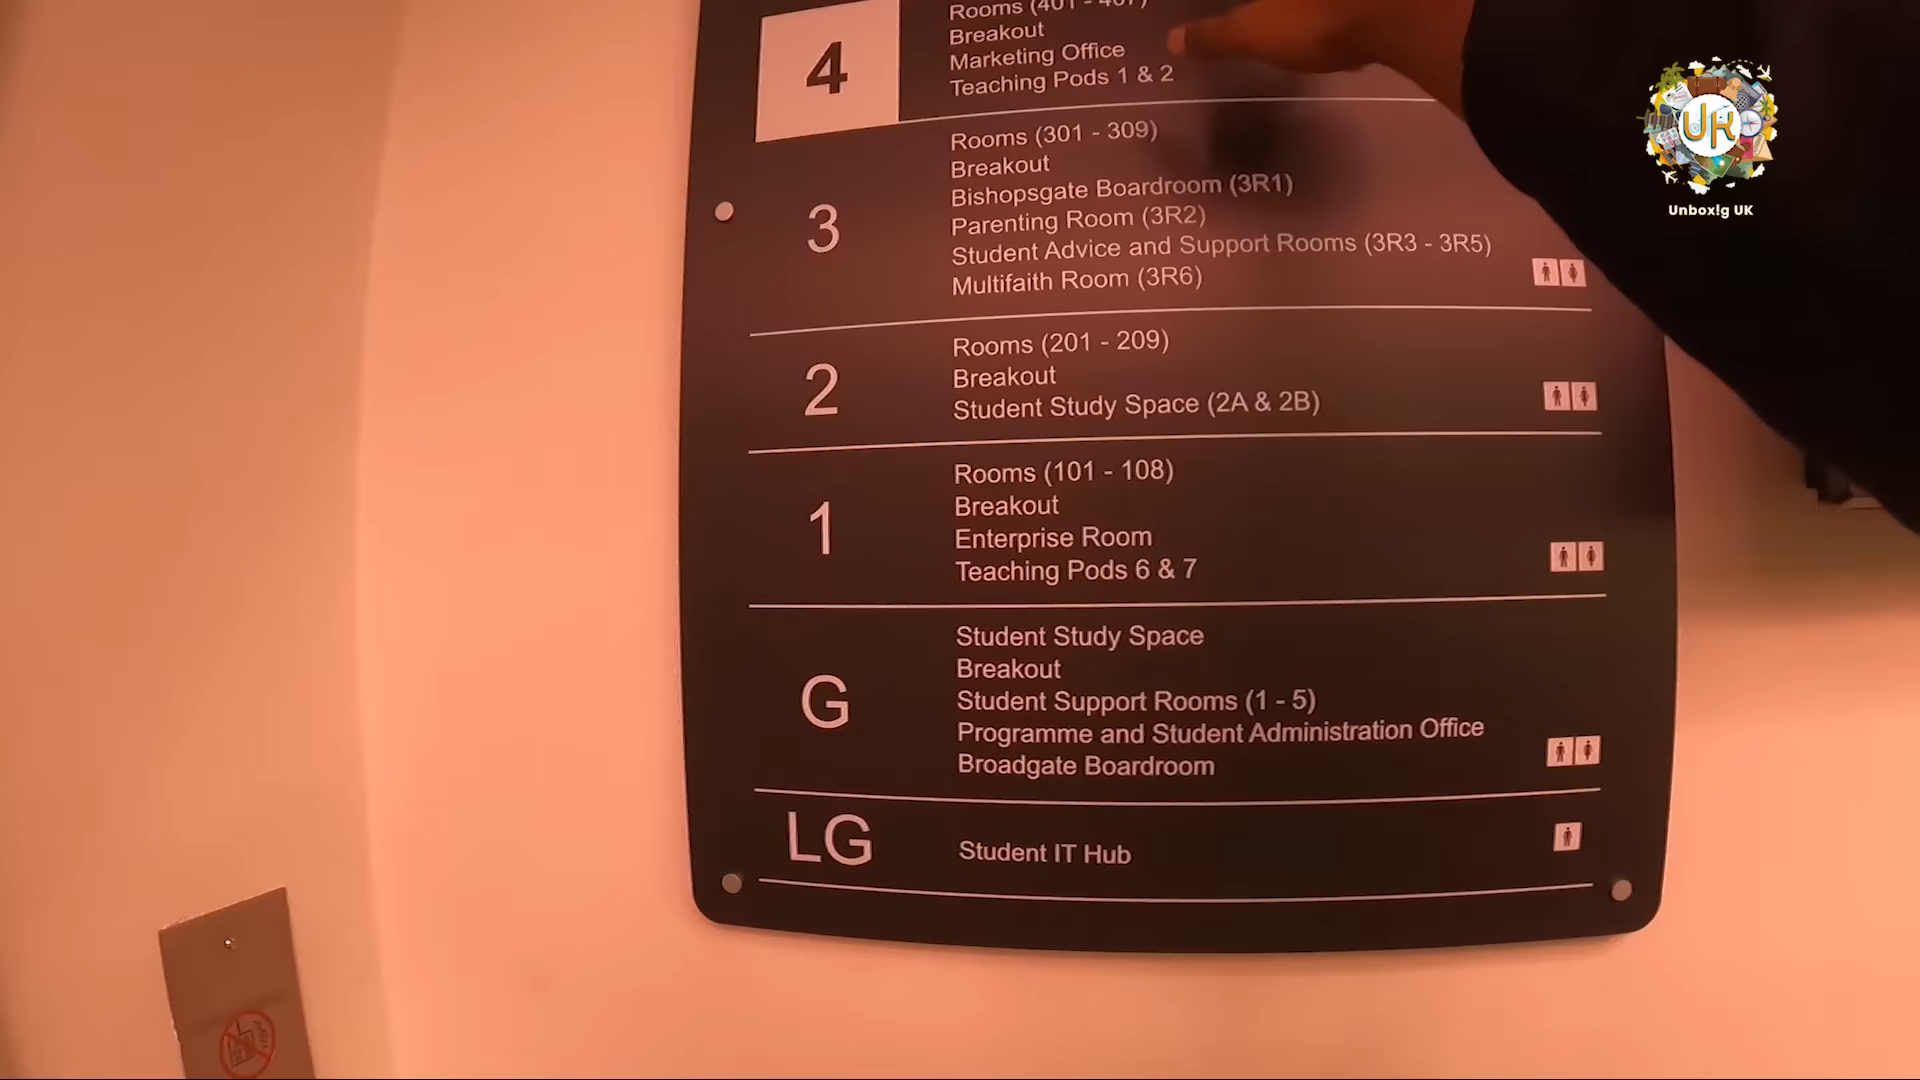 4
Rooms (401 - 407)
Breakout
Marketing Office
Teaching Pods 1 & 2
3
Rooms (301 - 309)
Breakout
Bishopsgate Boardroom (3R1)
Parenting Room (3R2)
Student Advice and Support Rooms (3R3 - 3R5)
Multifaith Room (3R6)
2
Rooms (201 - 209)
Breakout
Student Study Space (2A & 2B)
1
Rooms (101 - 108)
Breakout
Enterprise Room
Teaching Pods 6 & 7
G
Student Study Space
Breakout
Student Support Rooms (1 - 5)
Programme and Student Administration Office
Broadgate Boardroom
LG
Student IT Hub
UK
Unbox!g UK